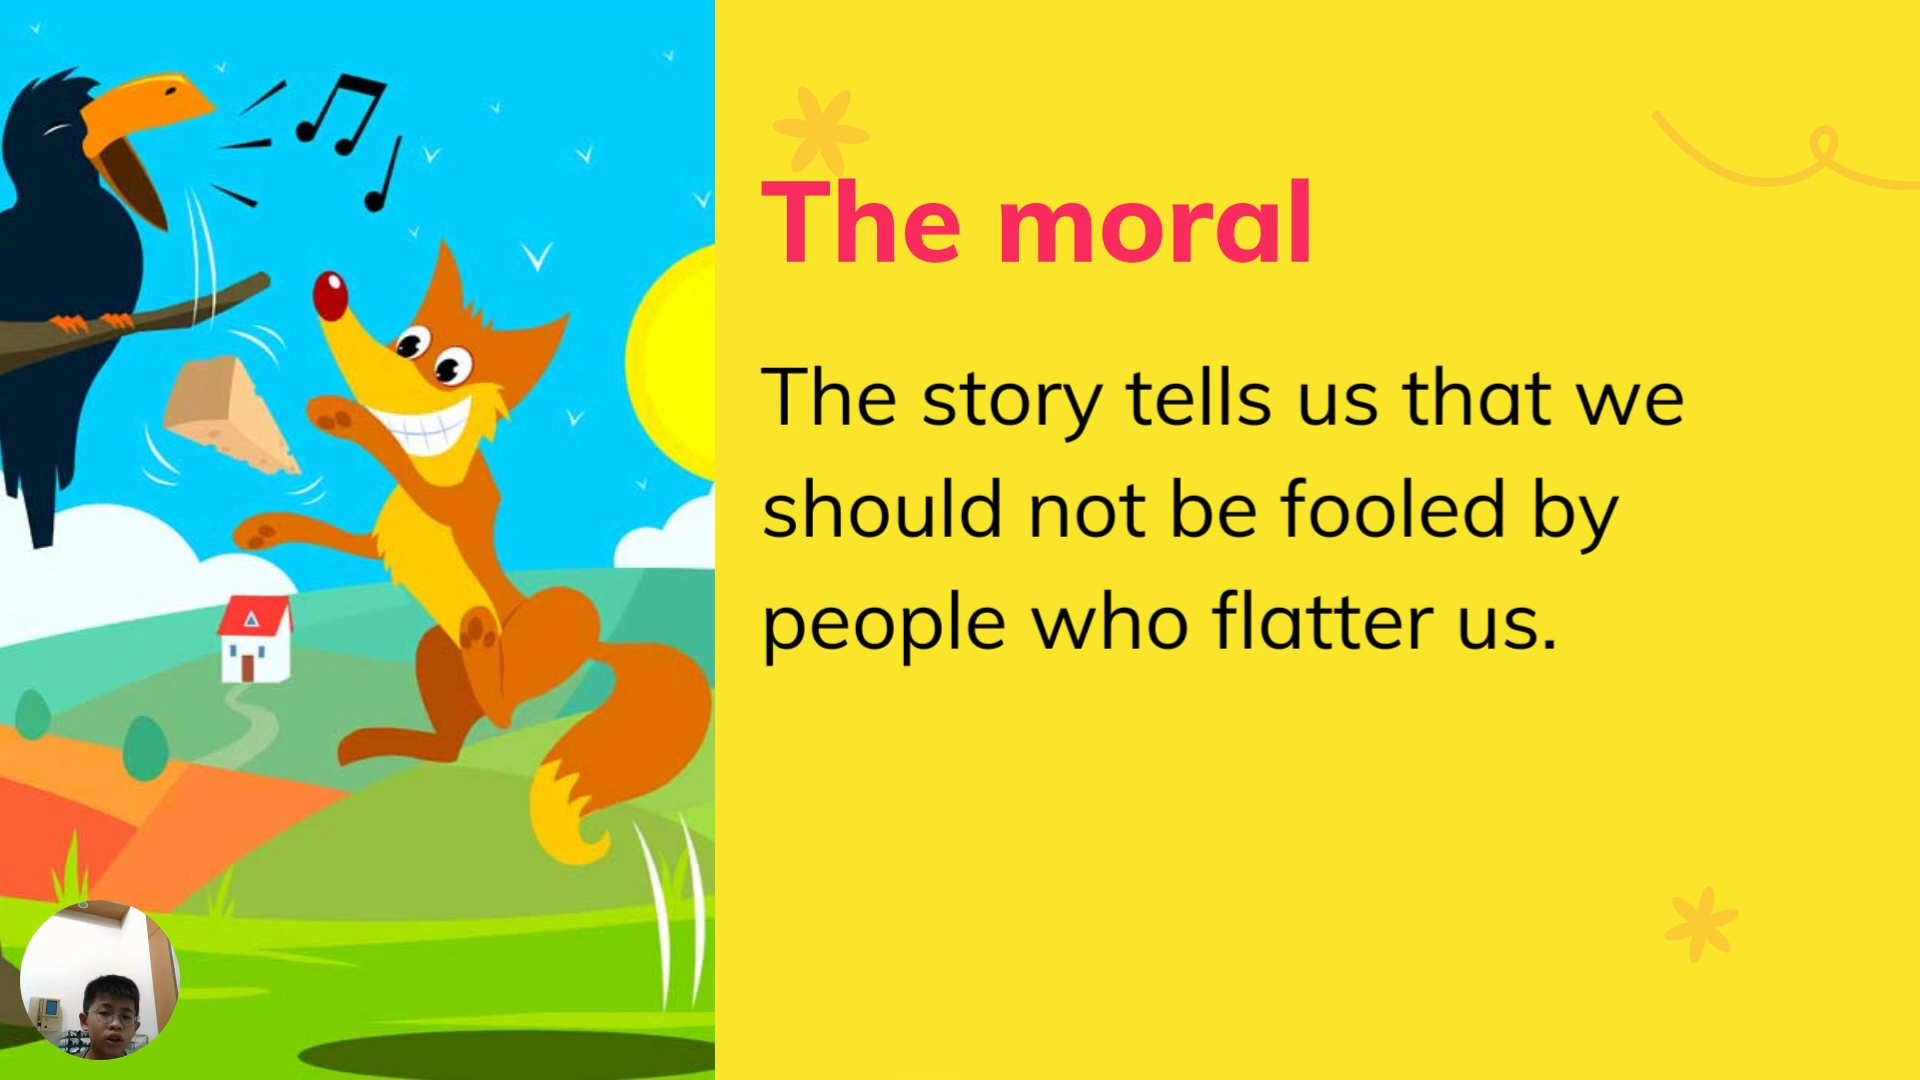 The moral
The story tells us that we
should not be fooled by
people who flatter us.